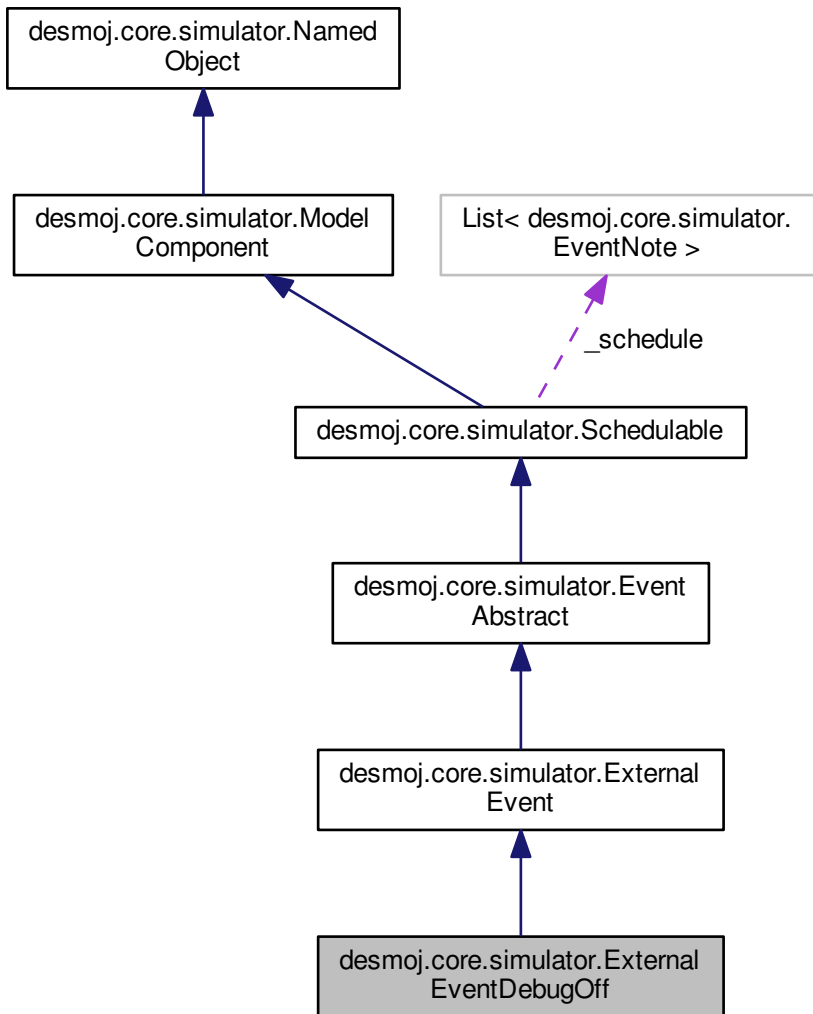 desmoj.core.simulator.Named
Object
desmoj.core.simulator.Model
Component
List< desmoj.core.simulator.
EventNote >
_schedule
desmoj.core.simulator.Schedulable
desmoj.core.simulator.Event
Abstract
desmoj.core.simulator.External
Event
desmoj.core.simulator.External
EventDebugOff